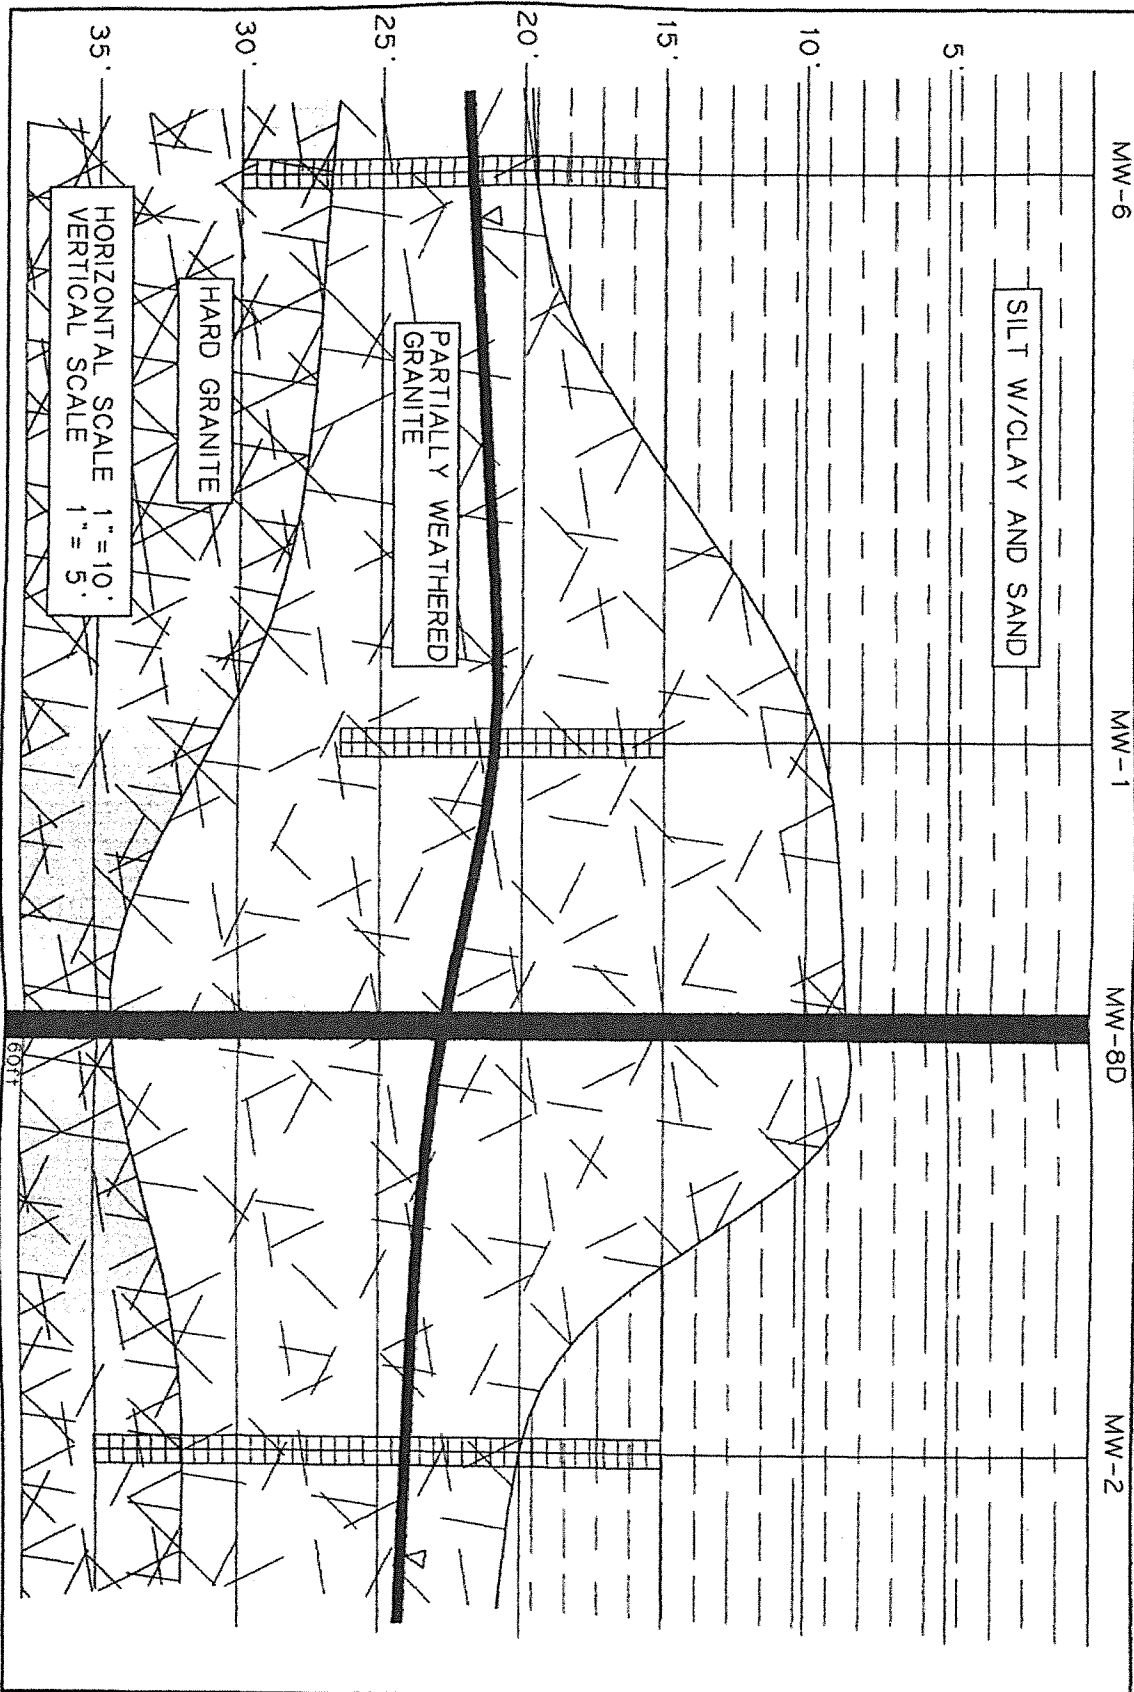 MW-6
MW-1
MW-8D
MW-2
5'
10'
15'
20'
25'
30'
35'
SILT W/CLAY AND SAND
PARTIALLY WEATHERED
GRANITE
HARD GRANITE
HORIZONTAL SCALE 1"=10'
VERTICAL SCALE 1"= 5'
60ft